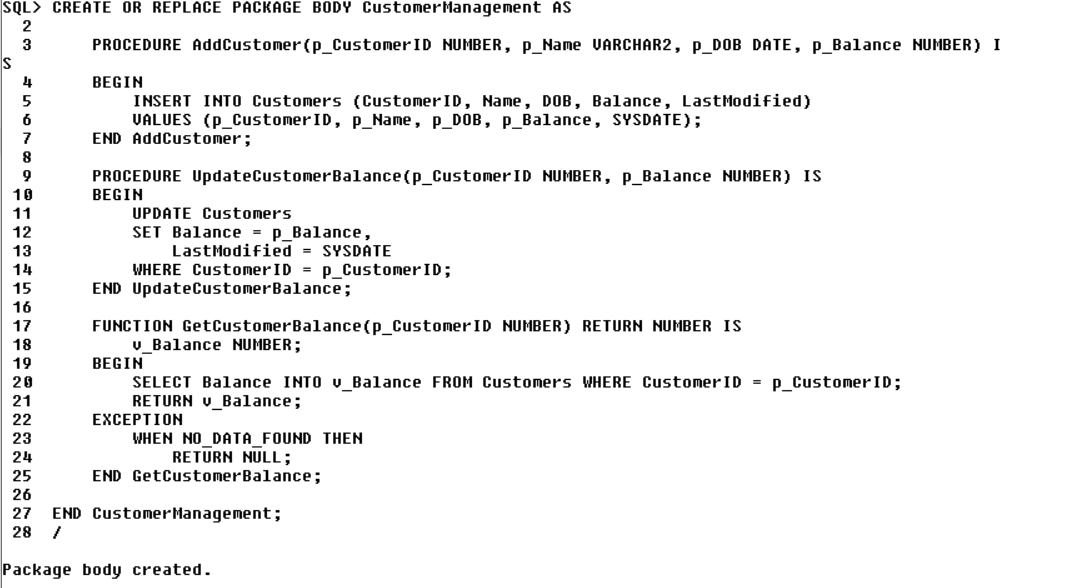 SQL> CREATE OR REPLACE PACKAGE BODY CustomerManagement AS
  2
  3      PROCEDURE AddCustomer(p_CustomerID NUMBER, p_Name VARCHAR2, p_DOB DATE, p_Balance NUMBER) I
S
  4      BEGIN
  5          INSERT INTO Customers (CustomerID, Name, DOB, Balance, LastModified)
  6          VALUES (p_CustomerID, p_Name, p_DOB, p_Balance, SYSDATE);
  7      END AddCustomer;
  8
  9      PROCEDURE UpdateCustomerBalance(p_CustomerID NUMBER, p_Balance NUMBER) IS
 10      BEGIN
 11          UPDATE Customers
 12          SET Balance = p_Balance,
 13              LastModified = SYSDATE
 14          WHERE CustomerID = p_CustomerID;
 15      END UpdateCustomerBalance;
 16
 17      FUNCTION GetCustomerBalance(p_CustomerID NUMBER) RETURN NUMBER IS
 18          v_Balance NUMBER;
 19      BEGIN
 20          SELECT Balance INTO v_Balance FROM Customers WHERE CustomerID = p_CustomerID;
 21          RETURN v_Balance;
 22      EXCEPTION
 23          WHEN NO_DATA_FOUND THEN
 24              RETURN NULL;
 25      END GetCustomerBalance;
 26
 27  END CustomerManagement;
 28  /
Package body created.